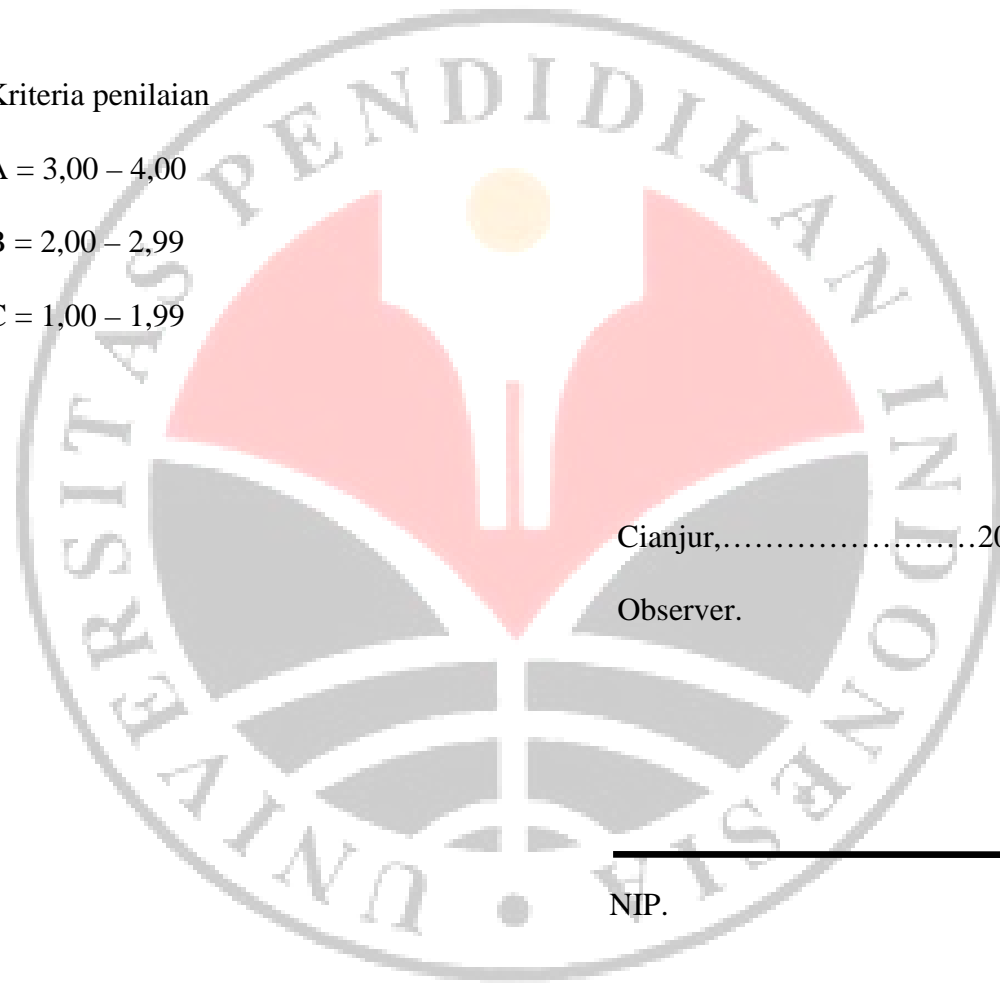 Kriteria penilaian
A = 3,00 – 4,00
B = 2,00 – 2,99
C = 1,00 – 1,99
Cianjur,........................20
Observer.
NIP.
UNIVERSITAS PENDIDIKAN INDONESIA